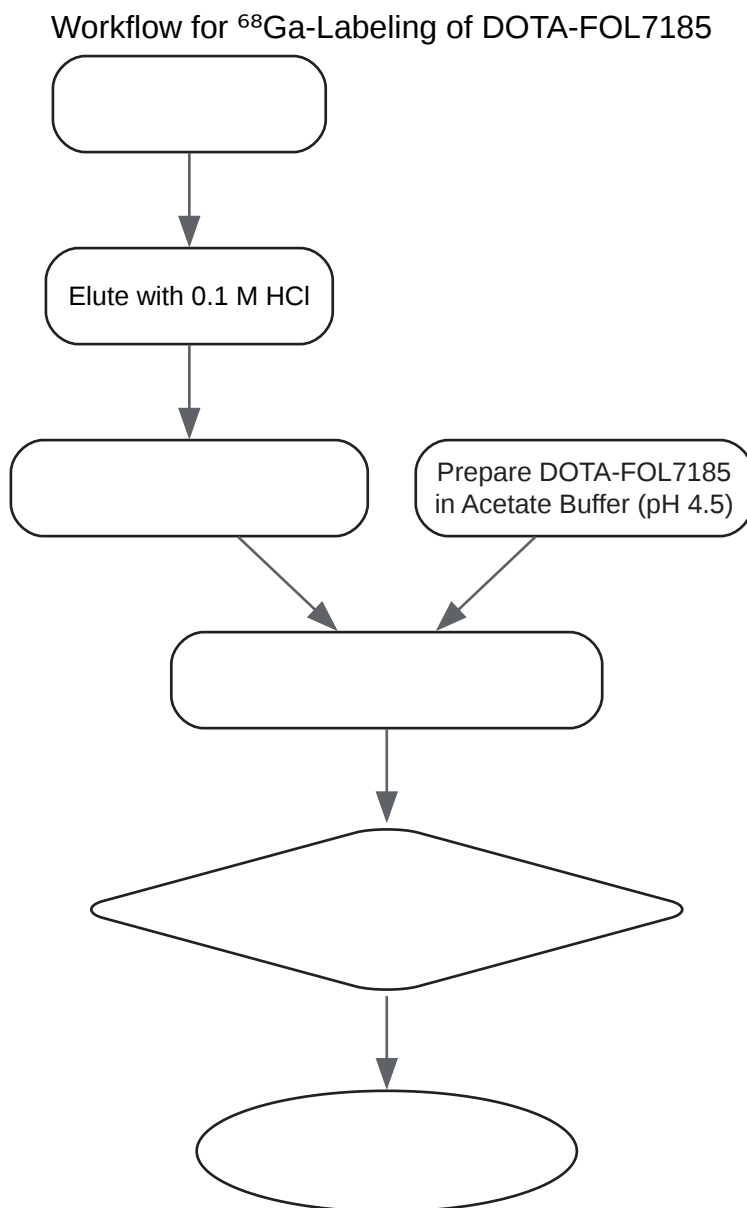 Workflow for ⁶⁸Ga-Labeling of DOTA-FOL7185
Elute with 0.1 M HCl
Prepare DOTA-FOL7185
in Acetate Buffer (pH 4.5)